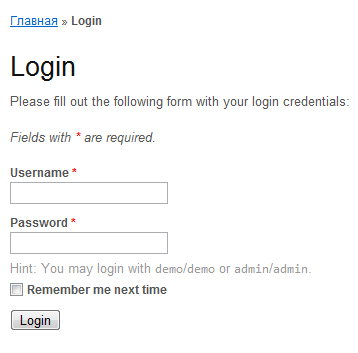 Главная » Login
Login
Please fill out the following form with your login credentials:
Fields with * are required.
Username *
Password *
Hint: You may login with demo/demo or admin/admin.
Remember me next time
Login